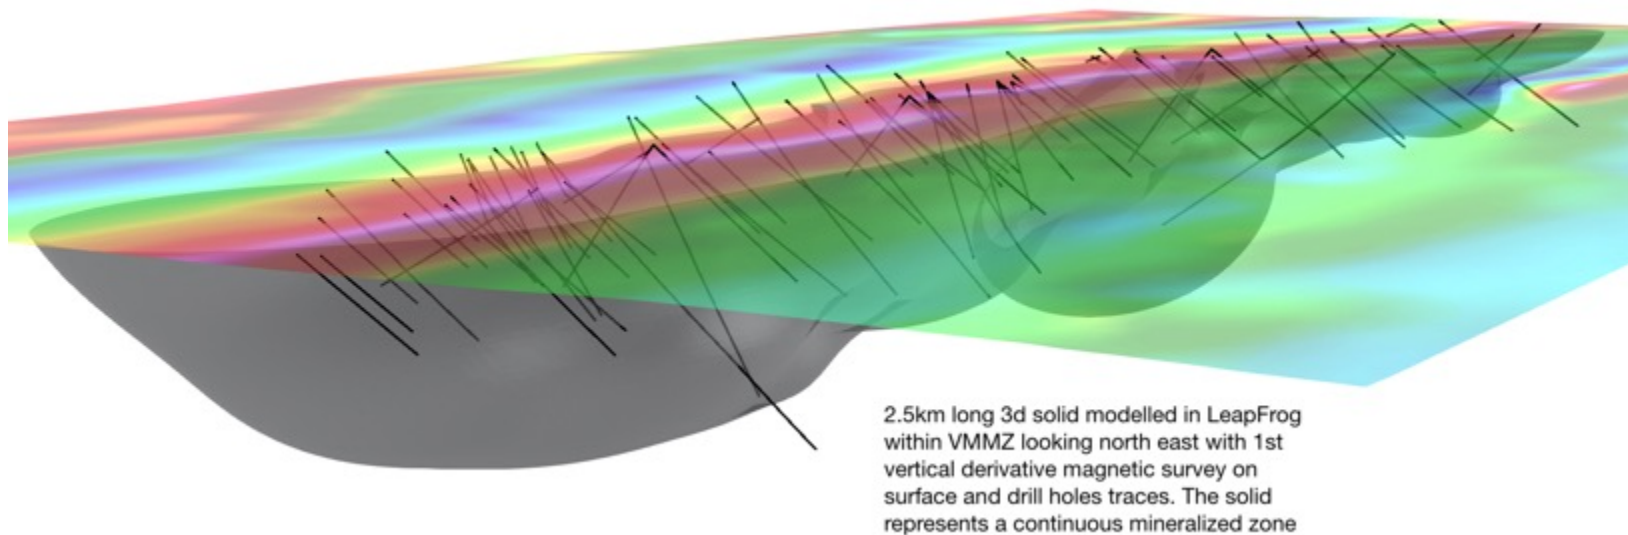 2.5km long 3d solid modelled in LeapFrog
within VMMZ looking north east with 1st
vertical derivative magnetic survey on
surface and drill holes traces. The solid
represents a continuous mineralized zone